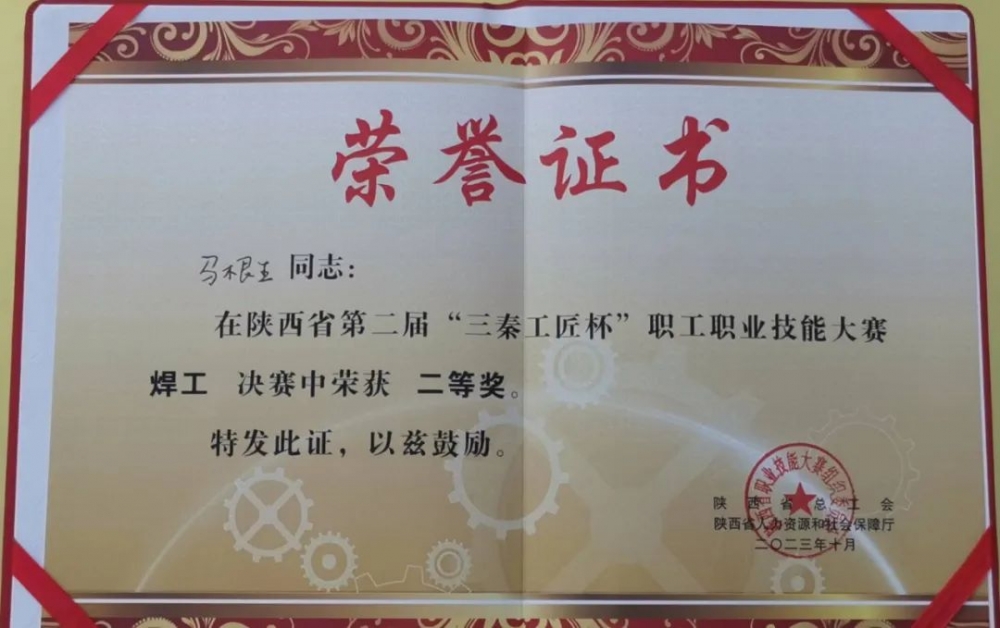 荣誉证书
马根王 同志：
在陕西省第二届“三秦工匠杯”职工职业技能大赛
焊工 决赛中荣获 二等奖。
特发此证，以兹鼓励。
陕西省总工会
陕西省人力资源和社会保障厅
二〇二三年十月